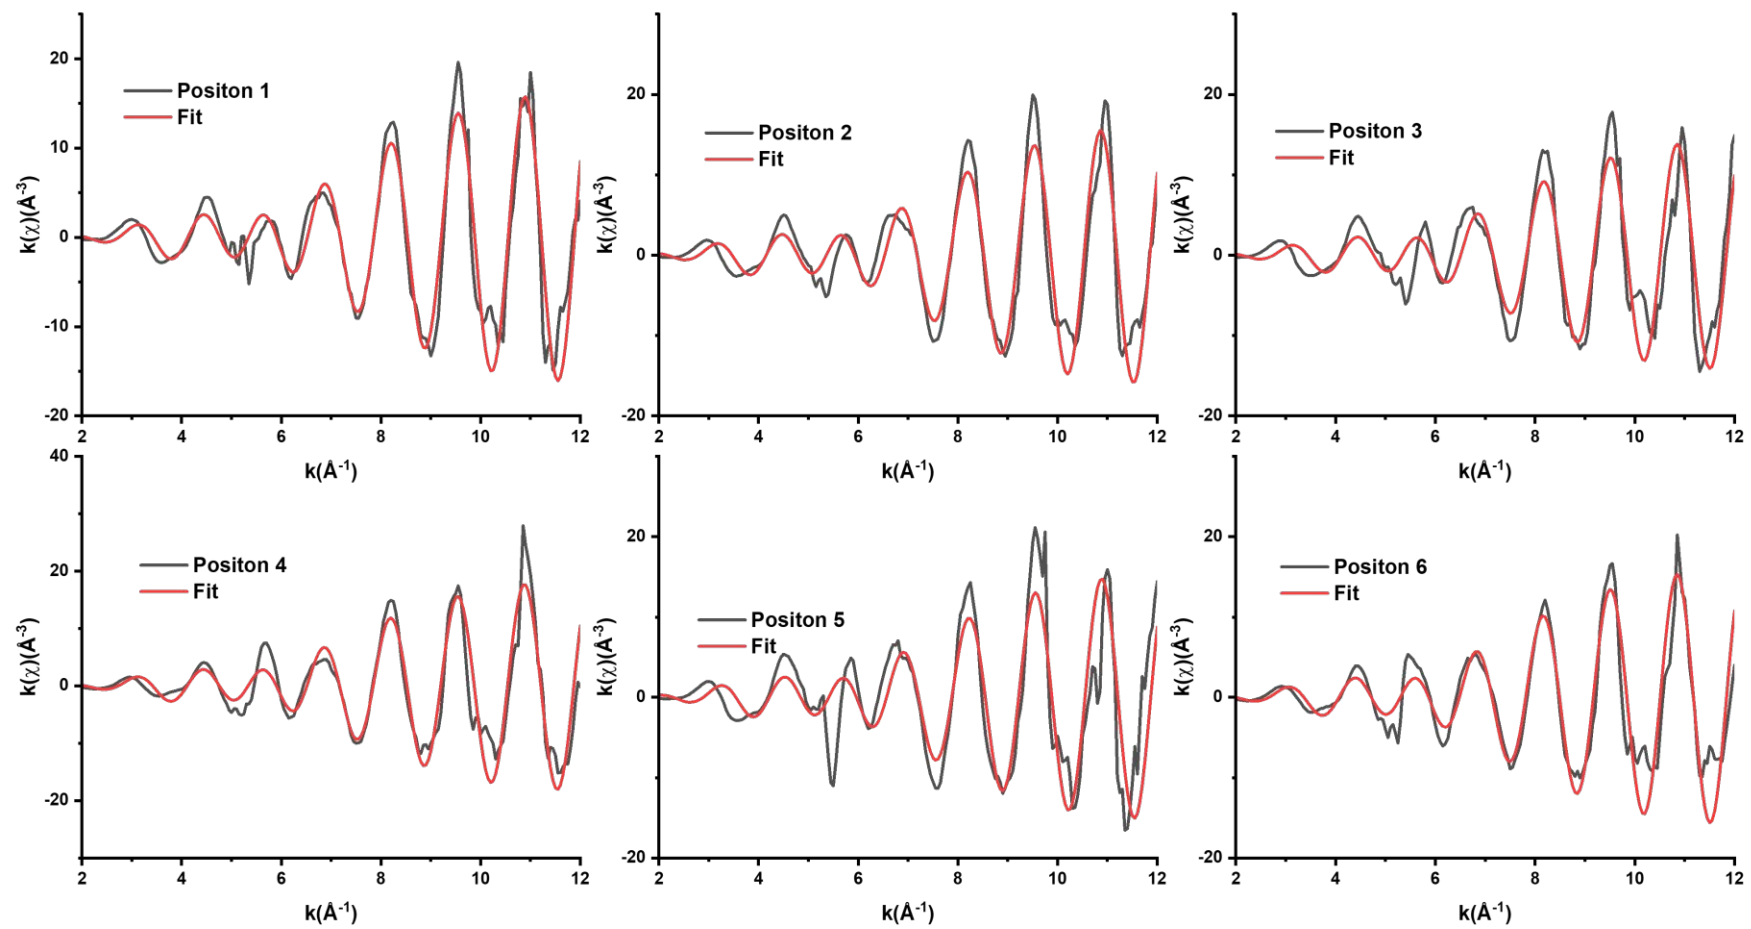 20
10
0
-10
-20
k(χ)(Å⁻³)
Positon 1
Fit
2 4 6 8 10 12
k(Å⁻¹)
20
0
-20
k(χ)(Å⁻³)
Positon 2
Fit
2 4 6 8 10 12
k(Å⁻¹)
20
0
-20
k(χ)(Å⁻³)
Positon 3
Fit
2 4 6 8 10 12
k(Å⁻¹)
40
20
0
-20
k(χ)(Å⁻³)
Positon 4
Fit
2 4 6 8 10 12
k(Å⁻¹)
20
0
-20
k(χ)(Å⁻³)
Positon 5
Fit
2 4 6 8 10 12
k(Å⁻¹)
20
0
-20
k(χ)(Å⁻³)
Positon 6
Fit
2 4 6 8 10 12
k(Å⁻¹)